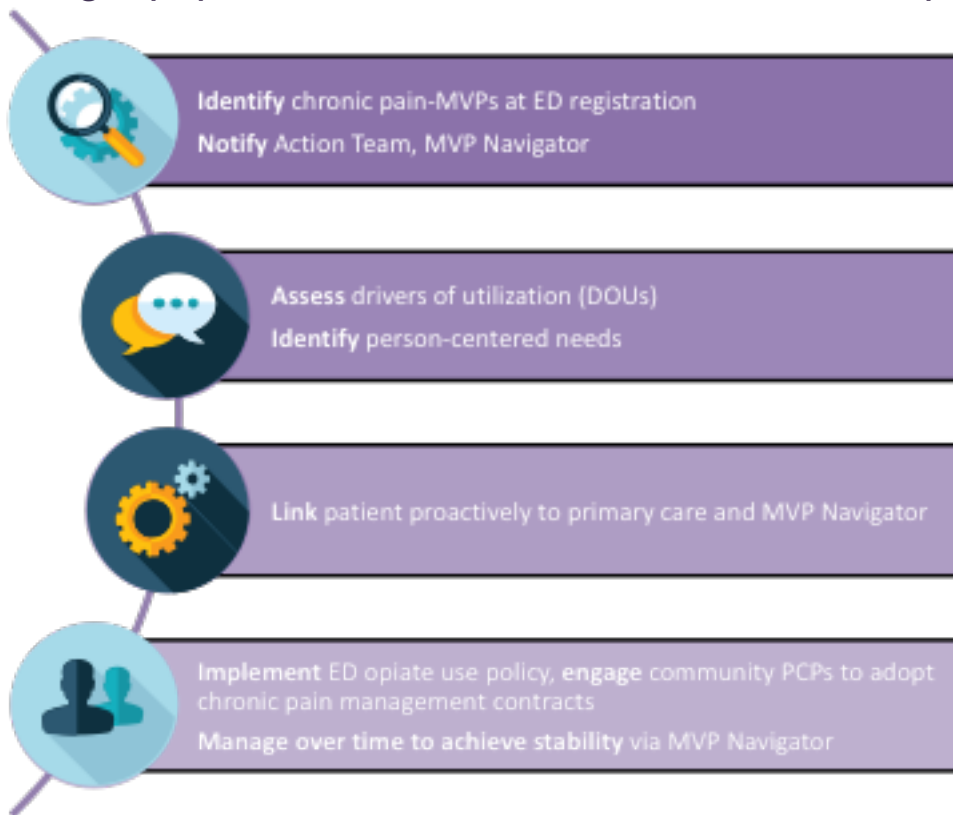 Identify chronic pain-MVPs at ED registration
Notify Action Team, MVP Navigator
Assess drivers of utilization (DOUs)
Identify person-centered needs
Link patient proactively to primary care and MVP Navigator
Implement ED opiate use policy, engage community PCPs to adopt
chronic pain management contracts
Manage over time to achieve stability via MVP Navigator